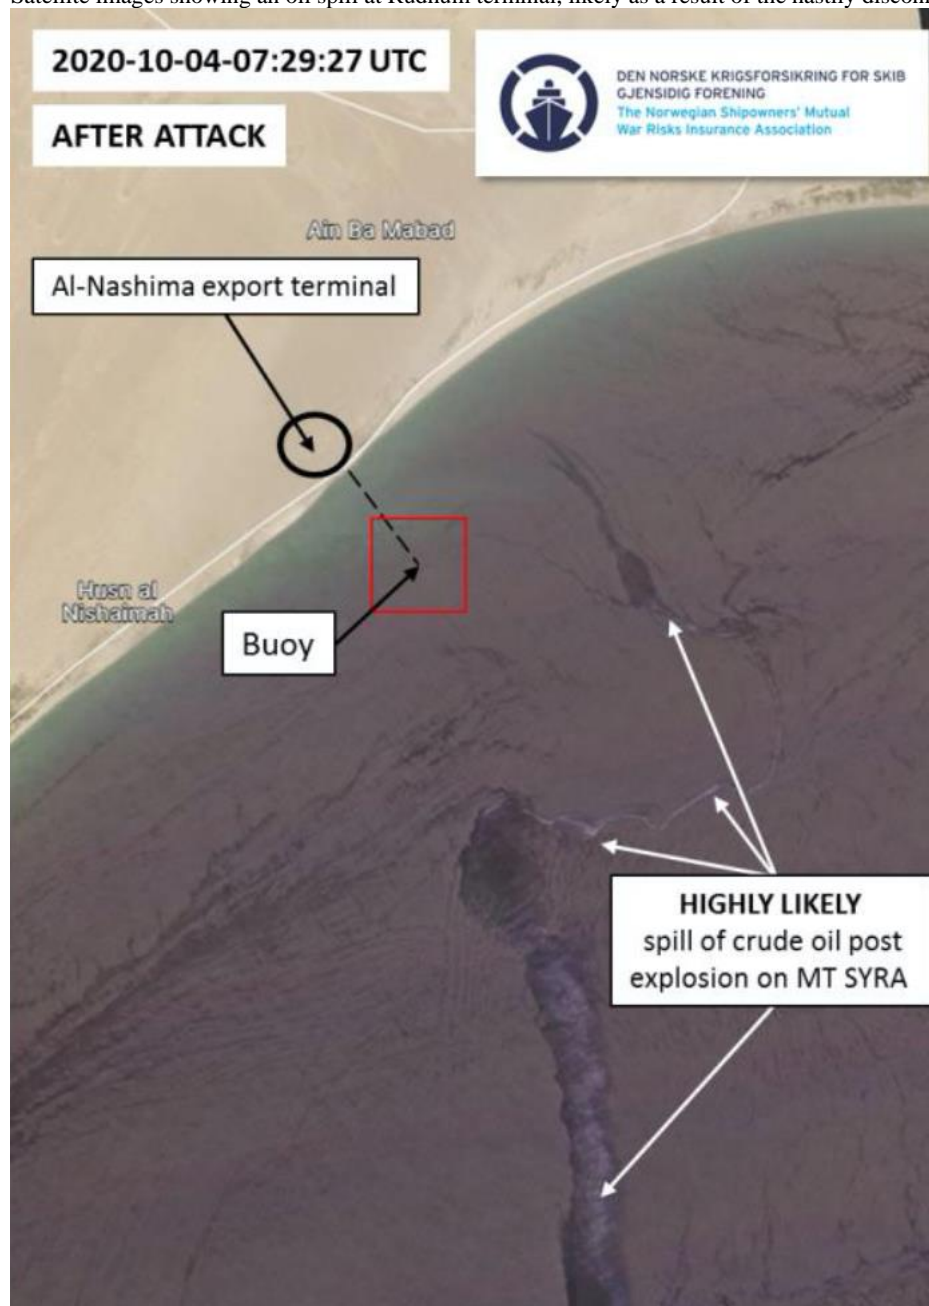 Satellite images showing an oil spill at Rudhum terminal, likely as a result of the hastily
2020-10-04-07:29:27 UTC
AFTER ATTACK
DEN NORSKE KRIGSFORSIKRING FOR SKIB
GJENSIDIG FORENING
The Norwegian Shipowners' Mutual
War Risks Insurance Association
Ain Ba Mabad
Al-Nashima export terminal
Husn al
Nishaimah
Buoy
HIGHLY LIKELY
spill of crude oil post
explosion on MT SYRA